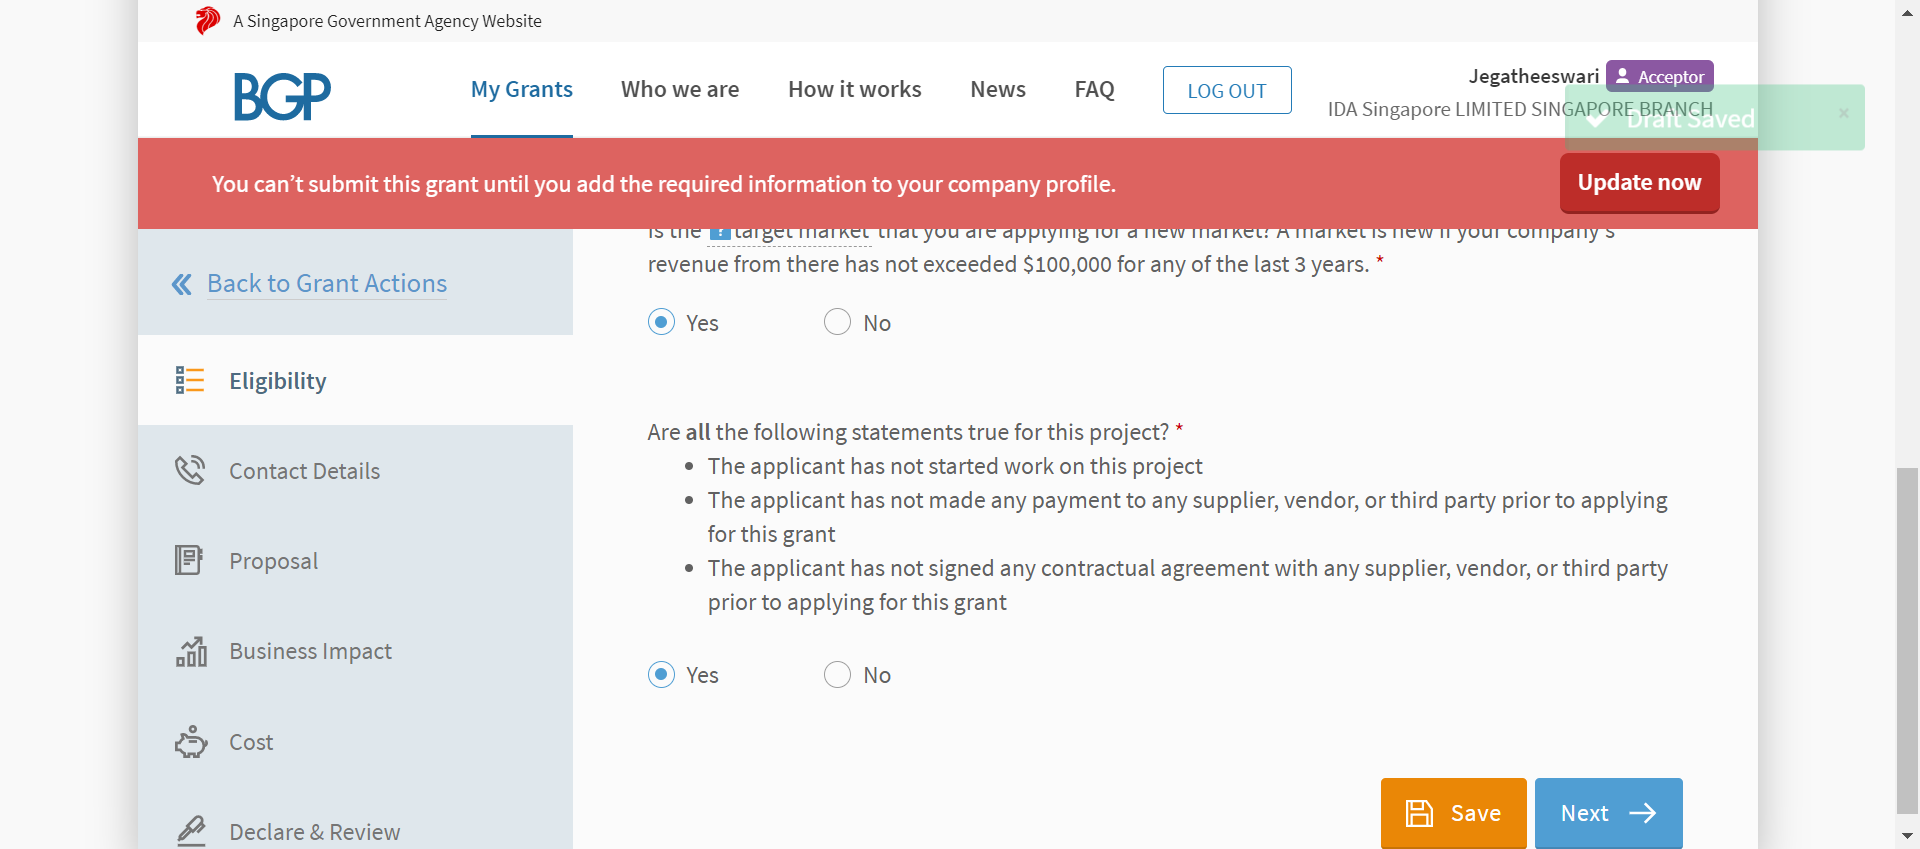 A Singapore Government Agency Website
BGP
My Grants
Who we are
How it works
News
FAQ
LOG OUT
Jegatheeswari
Acceptor
IDA Singapore LIMITED SINGAPORE BRANCH
Draft Saved
×
You can’t submit this grant until you add the required information to your company profile.
Update now
Back to Grant Actions
Eligibility
Contact Details
Proposal
Business Impact
Cost
Declare & Review
Is the ? target market that you are applying for a new market? A market is new if your company's
revenue from there has not exceeded $100,000 for any of the last 3 years. *
Yes
No
Are all the following statements true for this project? *
• The applicant has not started work on this project
• The applicant has not made any payment to any supplier, vendor, or third party prior to applying
for this grant
• The applicant has not signed any contractual agreement with any supplier, vendor, or third party
prior to applying for this grant
Yes
No
Save
Next